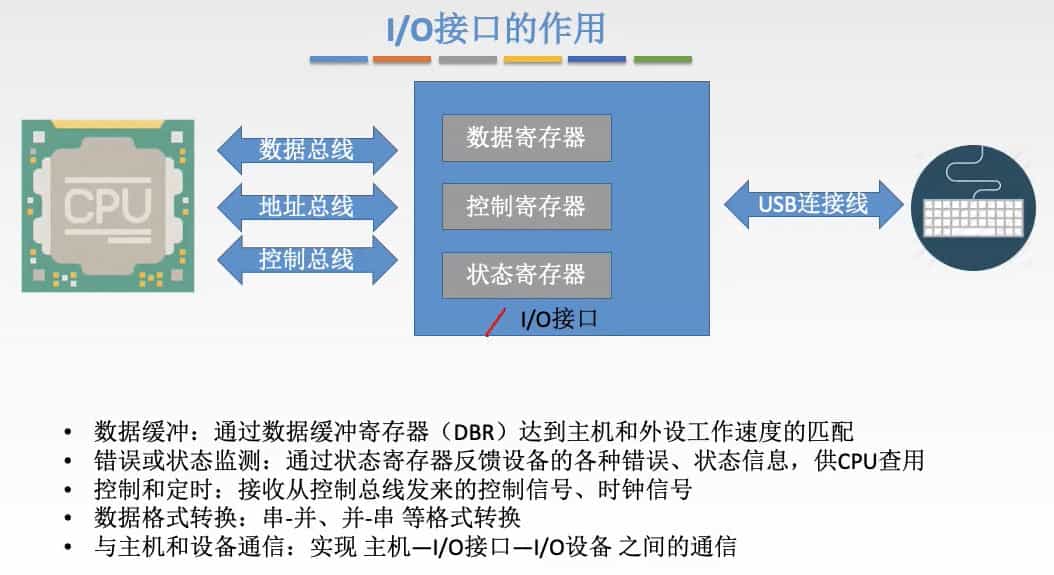 I/O接口的作用
CPU
数据总线
地址总线
控制总线
数据寄存器
控制寄存器
状态寄存器
I/O接口
USB连接线
• 数据缓冲：通过数据缓冲寄存器（DBR）达到主机和外设工作速度的匹配
• 错误或状态监测：通过状态寄存器反馈设备的各种错误、状态信息，供CPU查用
• 控制和定时：接收从控制总线发来的控制信号、时钟信号
• 数据格式转换：串-并、并-串 等格式转换
• 与主机和设备通信：实现 主机—I/O接口—I/O设备 之间的通信